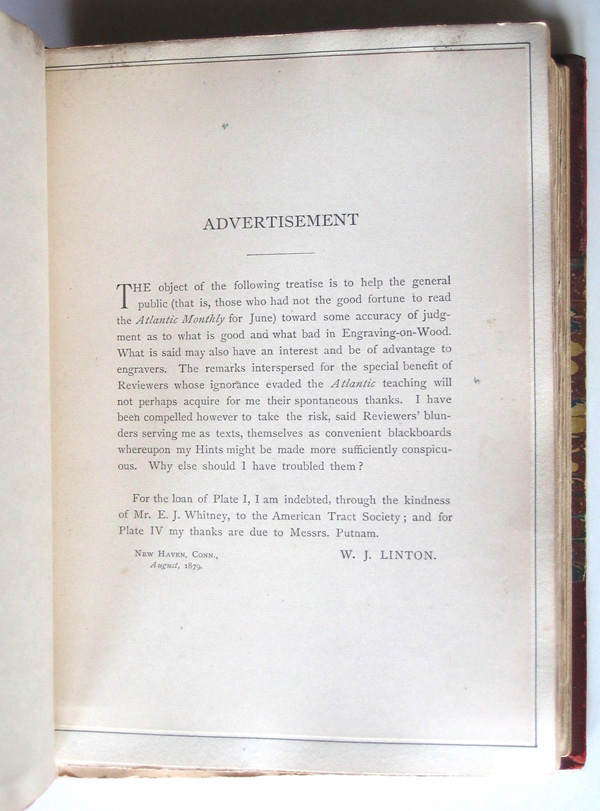 ADVERTISEMENT
THE object of the following treatise is to help the general
public (that is, those who had not the good fortune to read
the Atlantic Monthly for June) toward some accuracy of judg-
ment as to what is good and what bad in Engraving-on-Wood.
What is said may also have an interest and be of advantage to
engravers. The remarks interspersed for the special benefit of
Reviewers whose ignorance evaded the Atlantic teaching will
not perhaps acquire for me their spontaneous thanks. I have
been compelled however to take the risk, said Reviewers' blun-
ders serving me as texts, themselves as convenient blackboards
whereupon my Hints might be made more sufficiently conspicu-
ous. Why else should I have troubled them?
For the loan of Plate I, I am indebted, through the kindness
of Mr. E. J. Whitney, to the American Tract Society; and for
Plate IV my thanks are due to Messrs. Putnam.
NEW HAVEN, CONN., W. J. LINTON.
August, 1879.